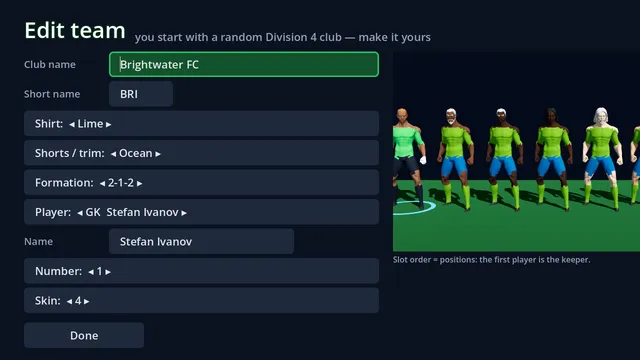 Edit team you start with a random Division 4 club — make it yours
Club name Brightwater FC
Short name BRI
Shirt: ◂ Lime ▸
Shorts / trim: ◂ Ocean ▸
Formation: ◂ 2-1-2 ▸
Player: ◂ GK Stefan Ivanov ▸
Name Stefan Ivanov
Number: ◂ 1 ▸
Skin: ◂ 4 ▸
Done
Slot order = positions: the first player is the keeper.